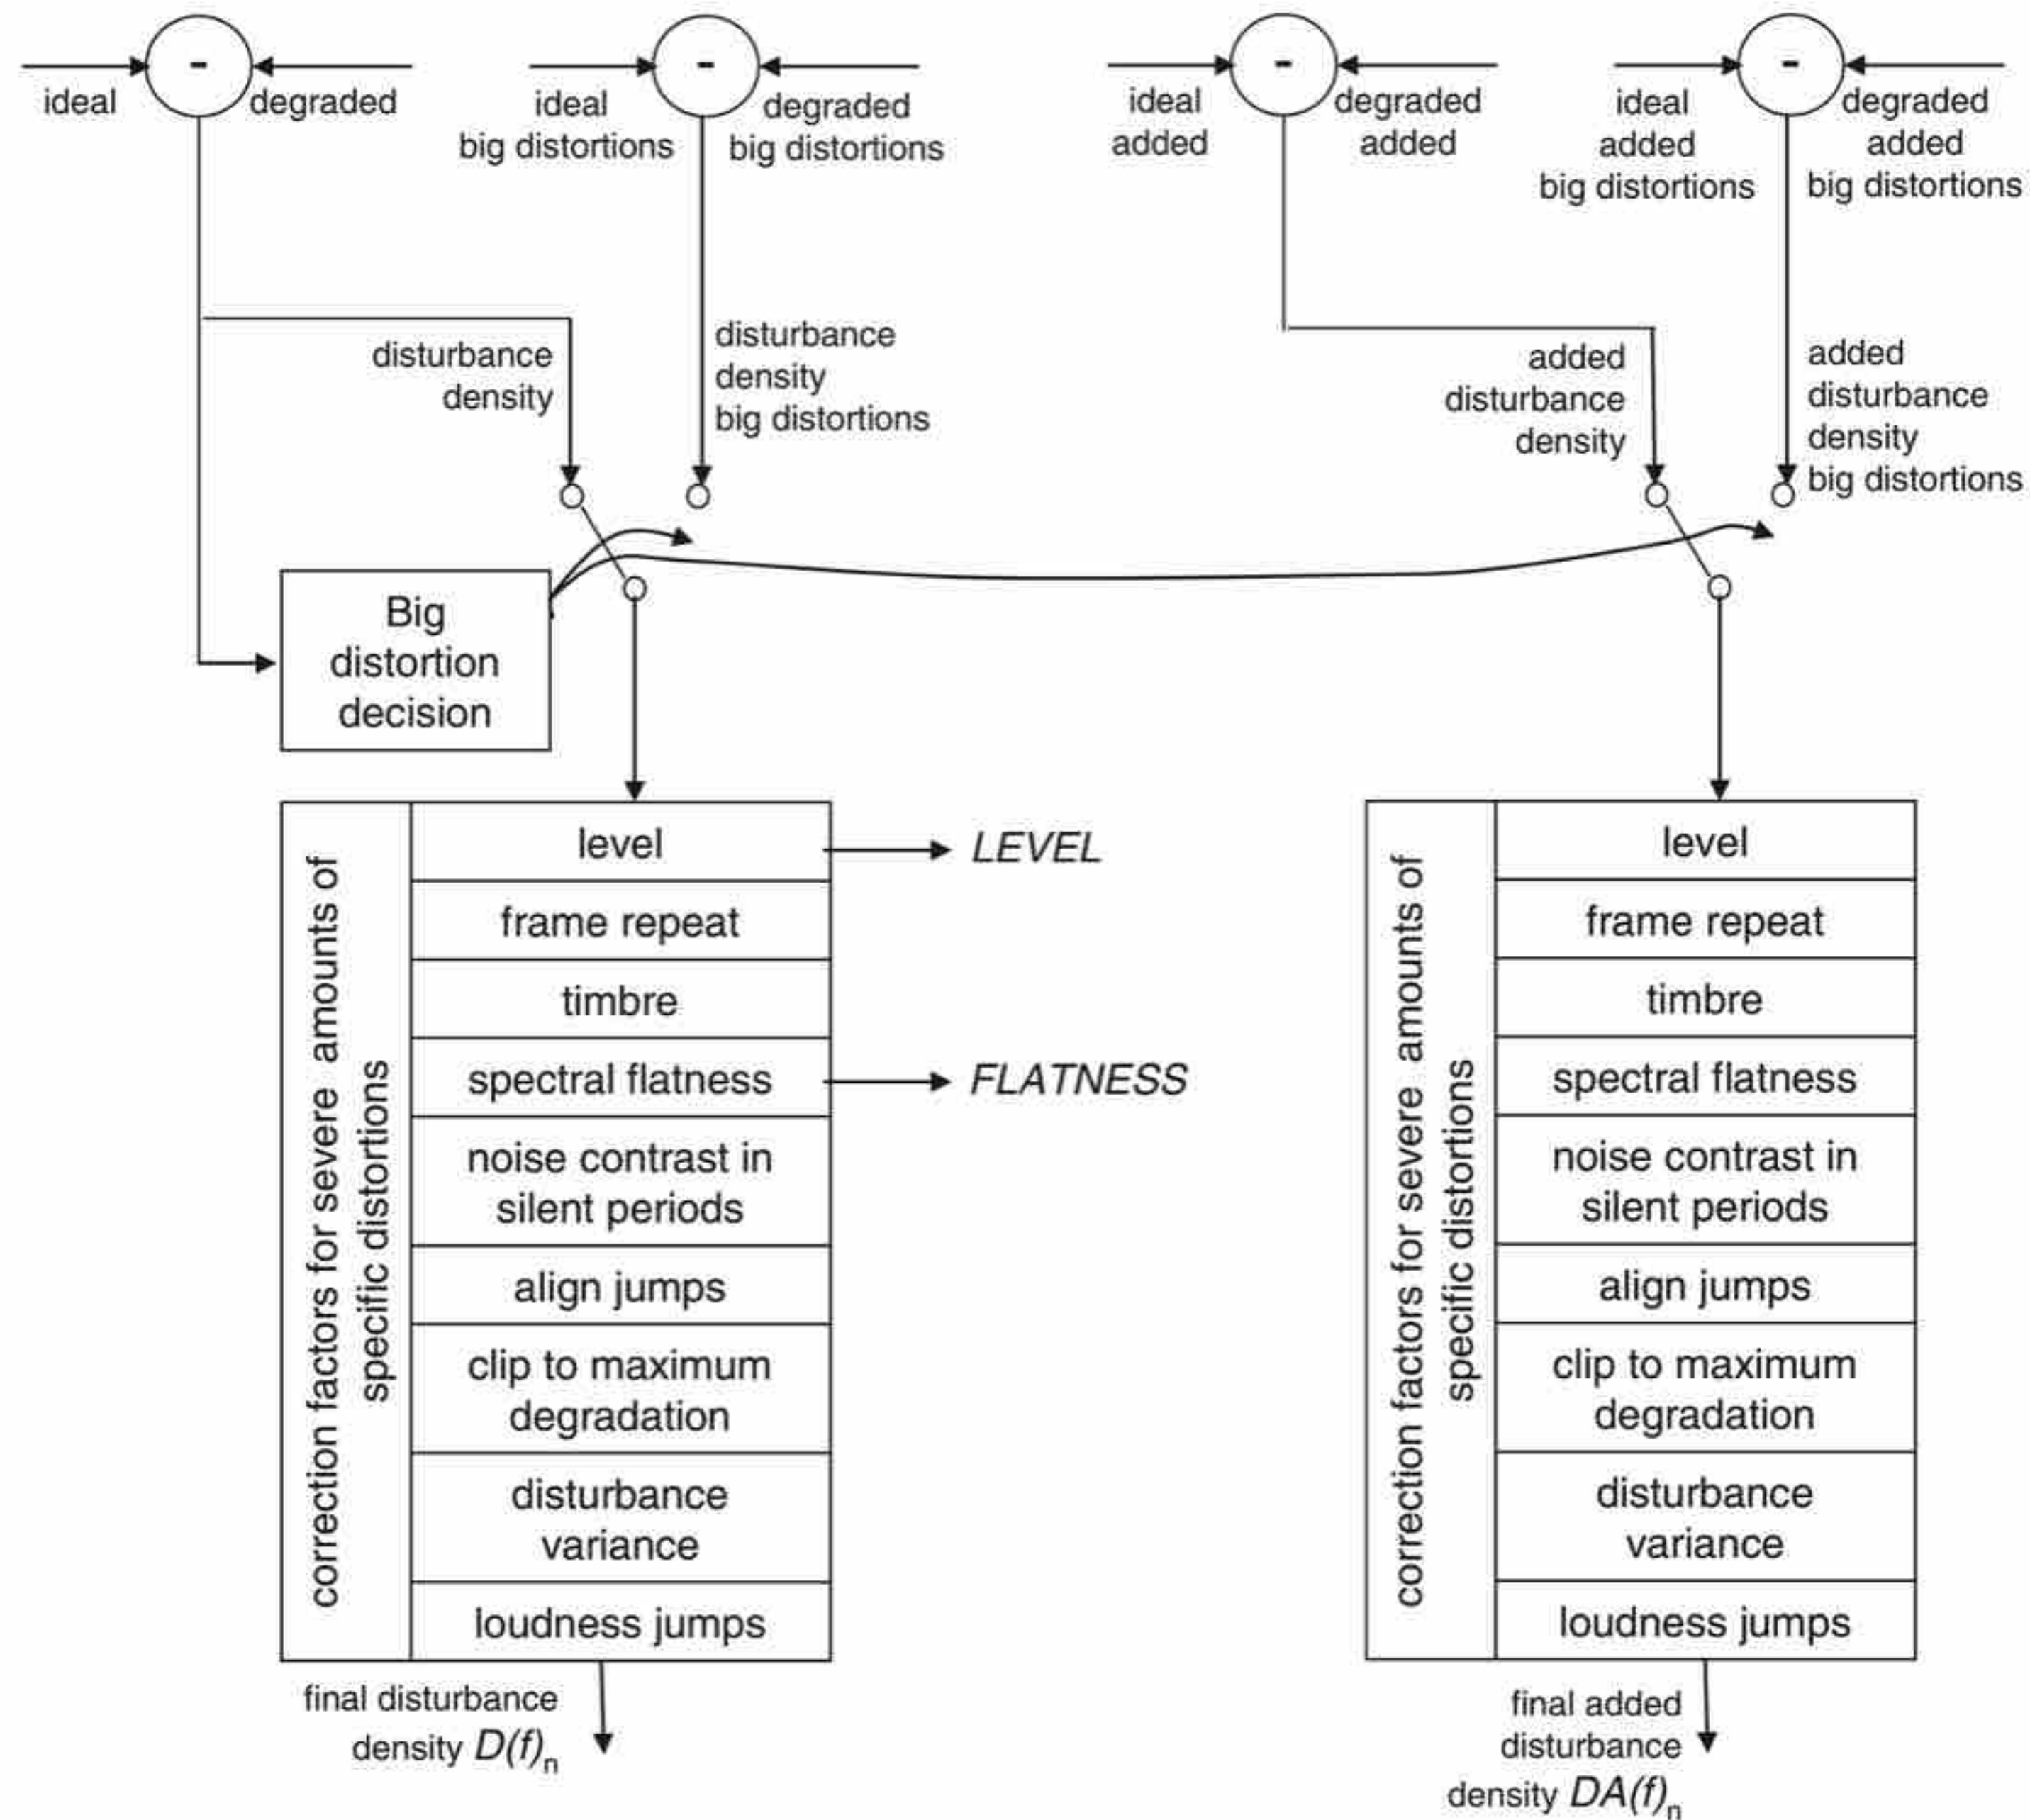 -
-
-
-
ideal
degraded
ideal
big distortions
degraded
big distortions
ideal
added
degraded
added
ideal
added
big distortions
degraded
added
big distortions
disturbance
density
disturbance
density
big distortions
added
disturbance
density
added
disturbance
density
big distortions
Big
distortion
decision
correction factors for severe amounts of
specific distortions
level
LEVEL
frame repeat
timbre
spectral flatness
FLATNESS
noise contrast in
silent periods
align jumps
clip to maximum
degradation
disturbance
variance
loudness jumps
final disturbance
density D(f)n
correction factors for severe amounts of
specific distortions
level
frame repeat
timbre
spectral flatness
noise contrast in
silent periods
align jumps
clip to maximum
degradation
disturbance
variance
loudness jumps
final added
disturbance
density DA(f)n